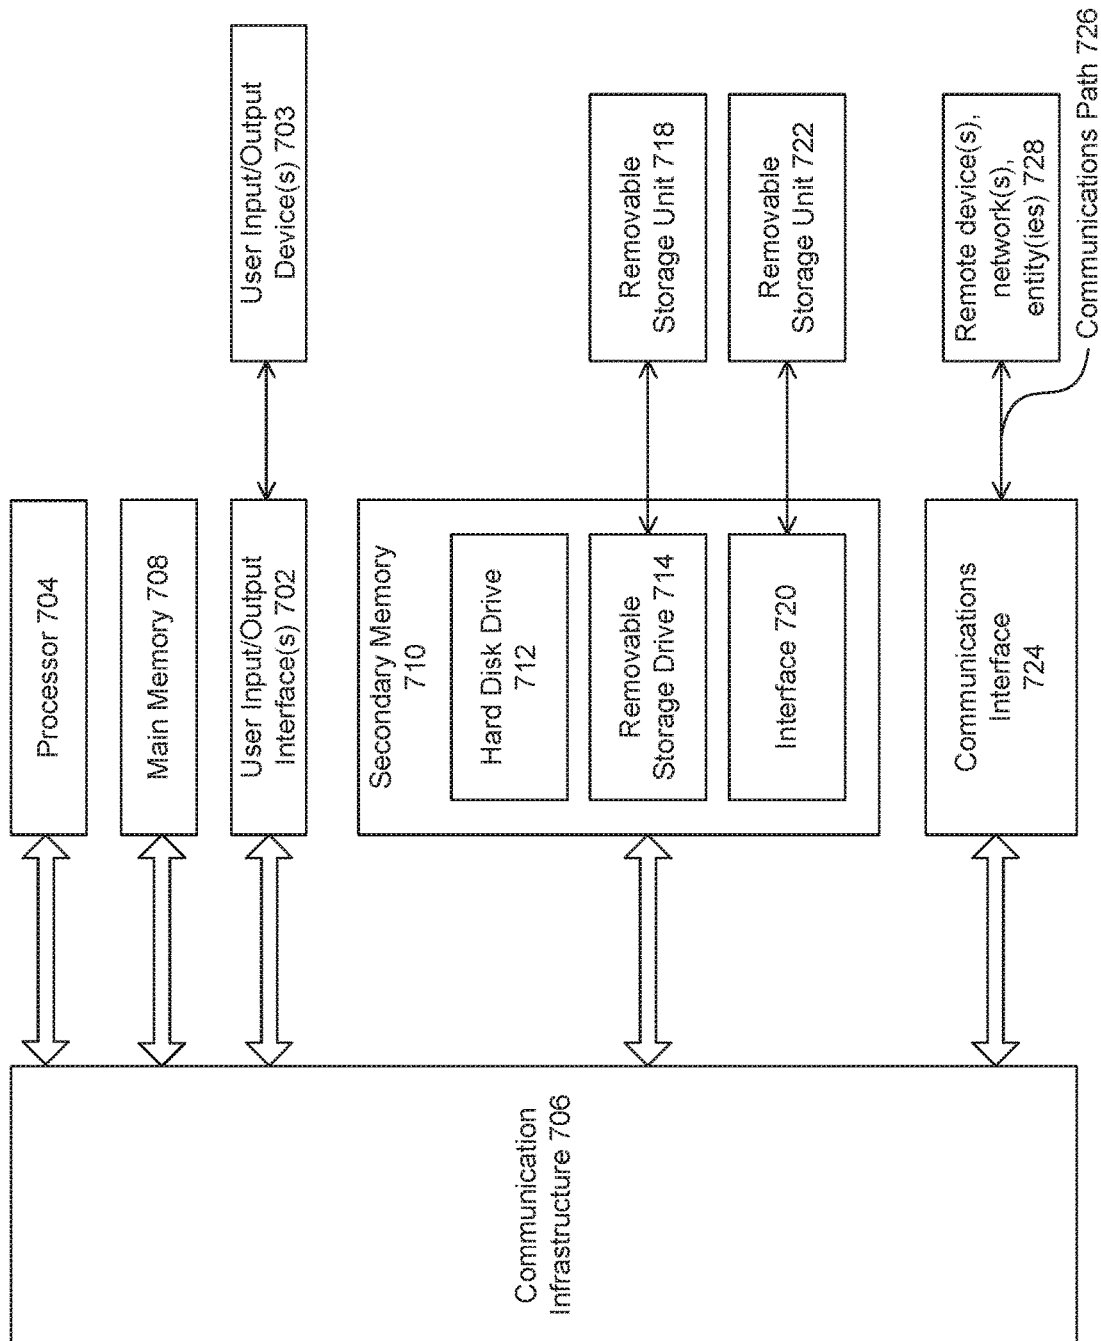 Processor 704
Main Memory 708
User Input/Output
Interface(s) 702
User Input/Output
Device(s) 703
Communication
Infrastructure 706
Secondary Memory
710
Hard Disk Drive
712
Removable
Storage Drive 714
Removable
Storage Unit 718
Interface 720
Removable
Storage Unit 722
Communications
Interface
724
Remote device(s),
network(s),
entity(ies) 728
Communications Path 726